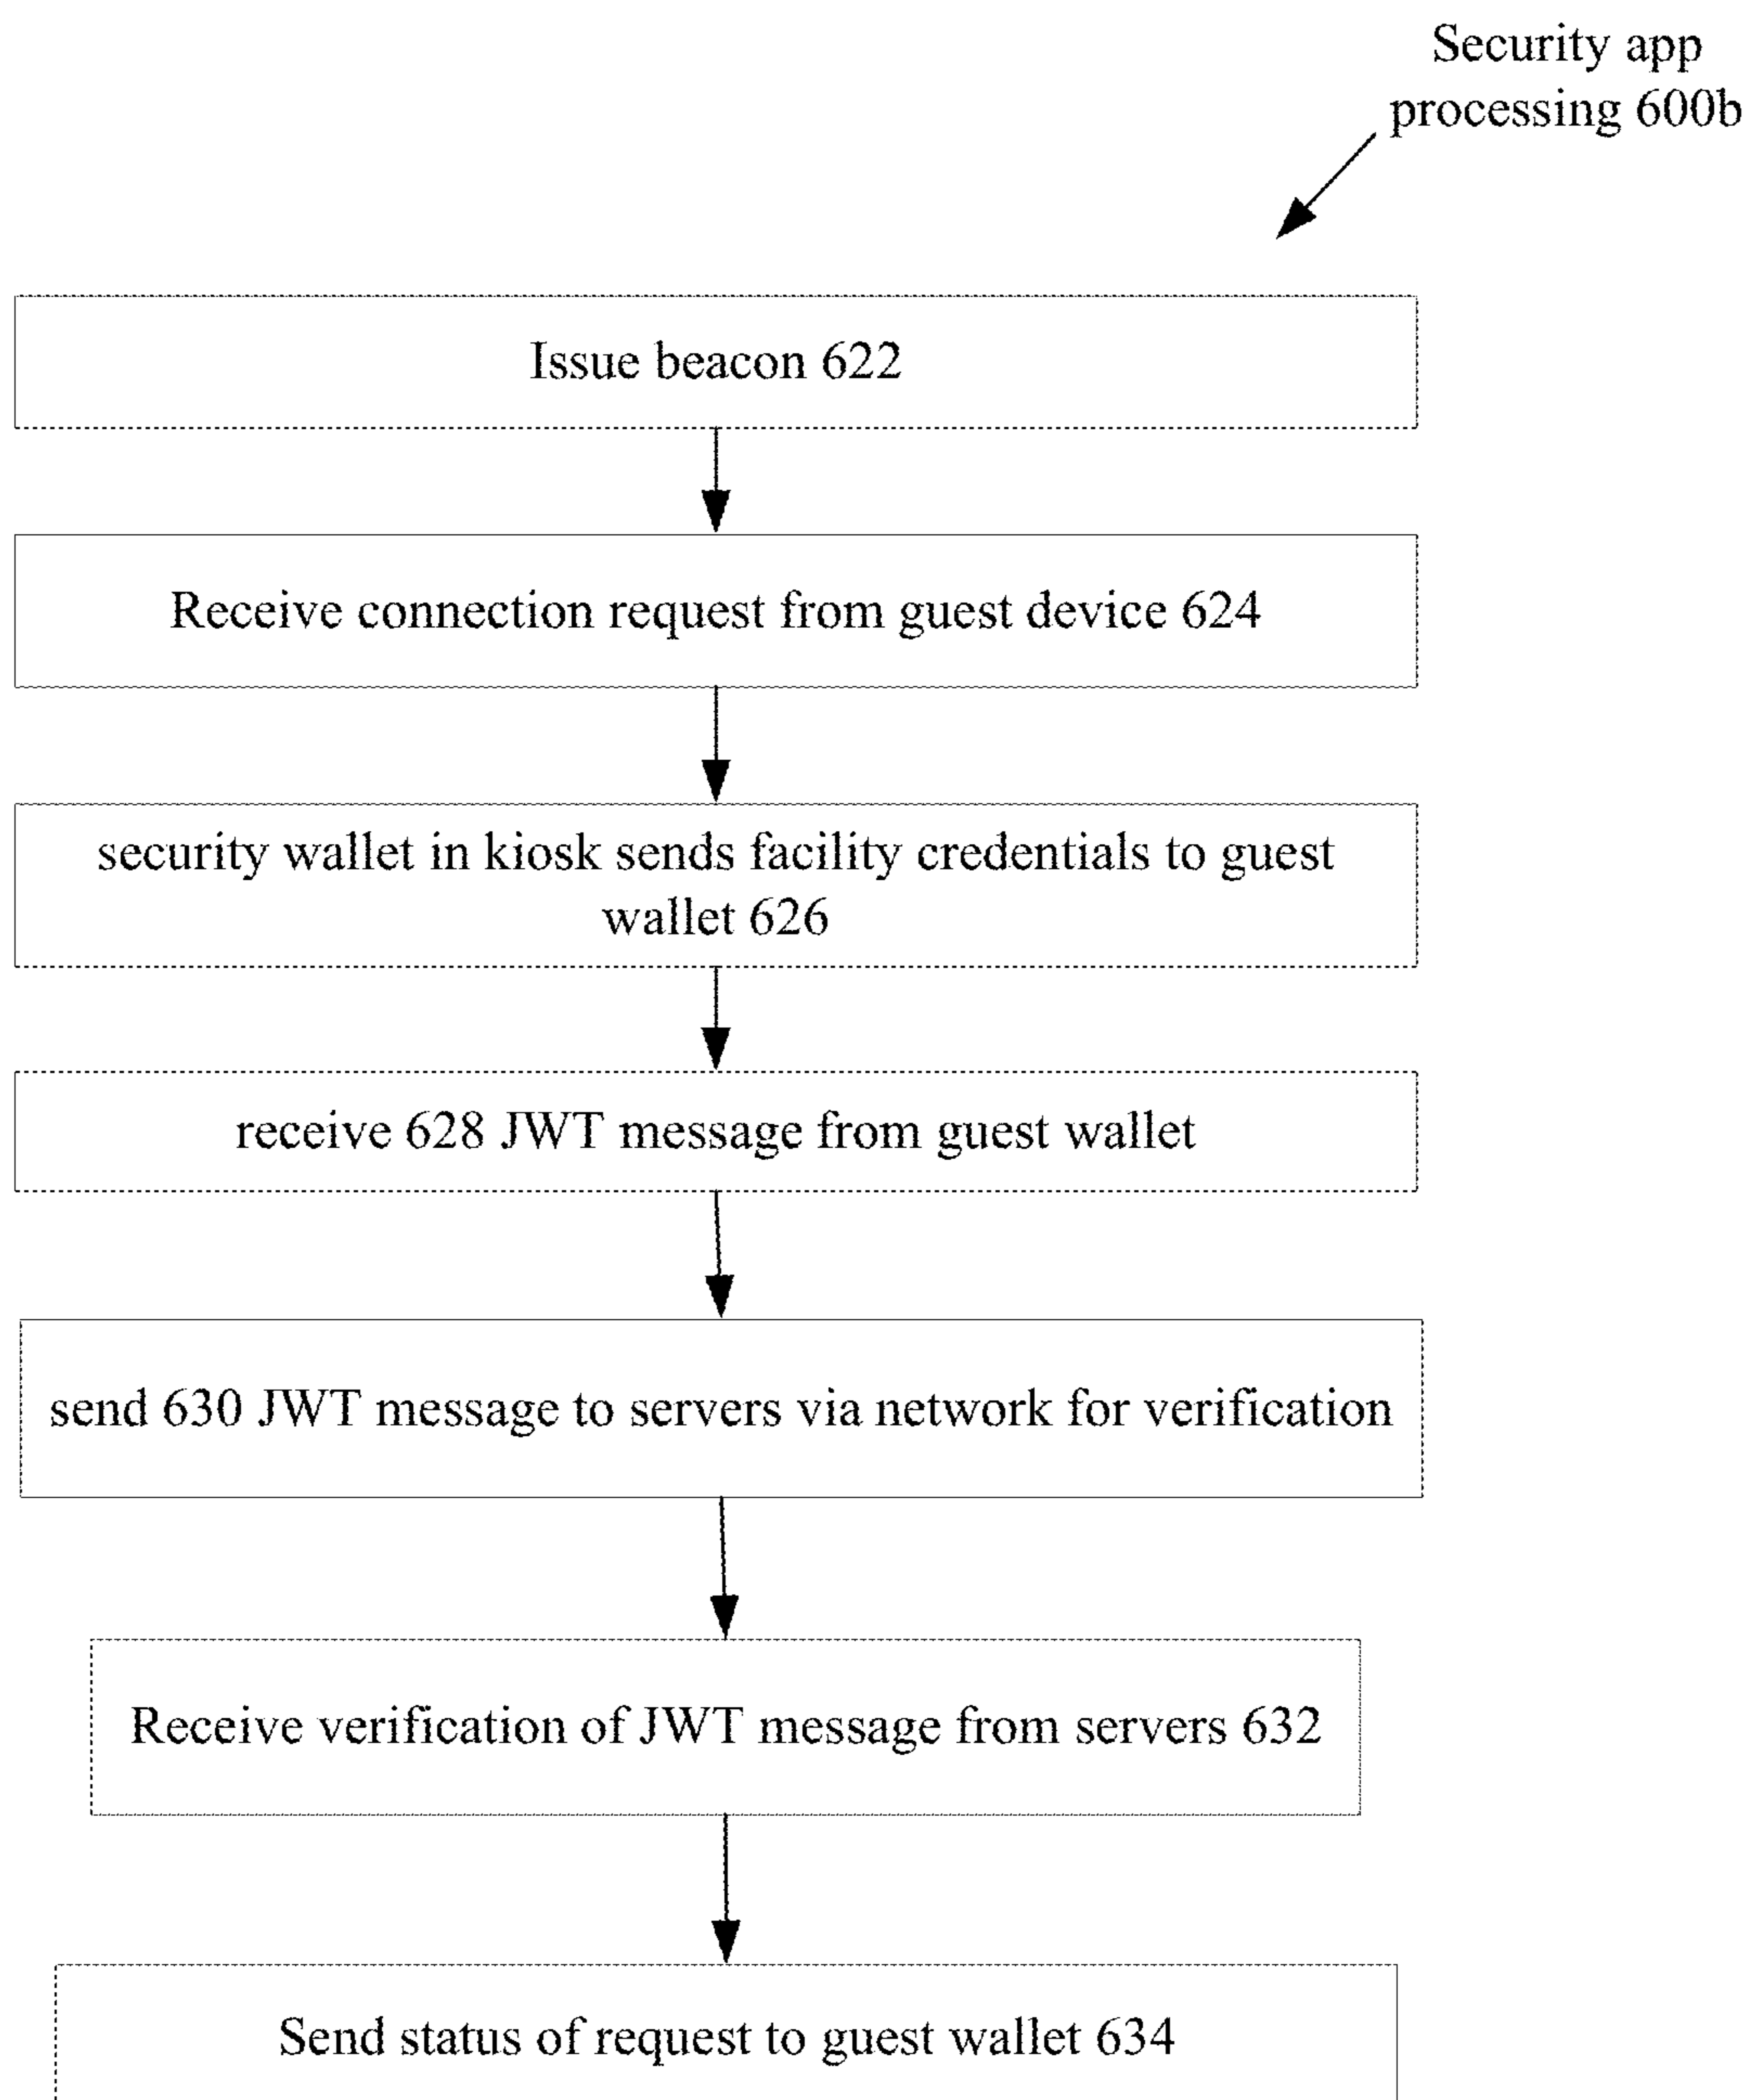 Security app
processing 600b
Issue beacon 622
Receive connection request from guest device 624
security wallet in kiosk sends facility credentials to guest
wallet 626
receive 628 JWT message from guest wallet
send 630 JWT message to servers via network for verification
Receive verification of JWT message from servers 632
Send status of request to guest wallet 634